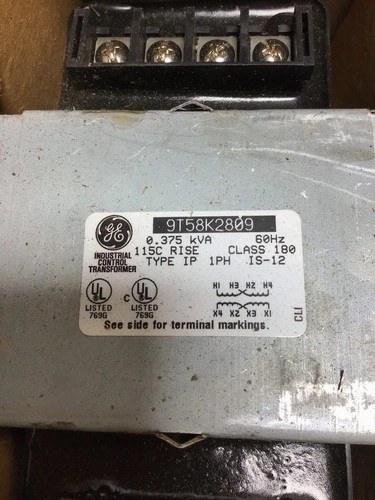 GE
9T58K2809
0.375 kVA 60Hz
115C RISE CLASS 180
TYPE IP 1PH IS-12
INDUSTRIAL
CONTROL
TRANSFORMER
UL
LISTED
769G
C UL
LISTED
769G
H1 H3 H2 H4
X4 X2 X3 X1
CLI
See side for terminal markings.